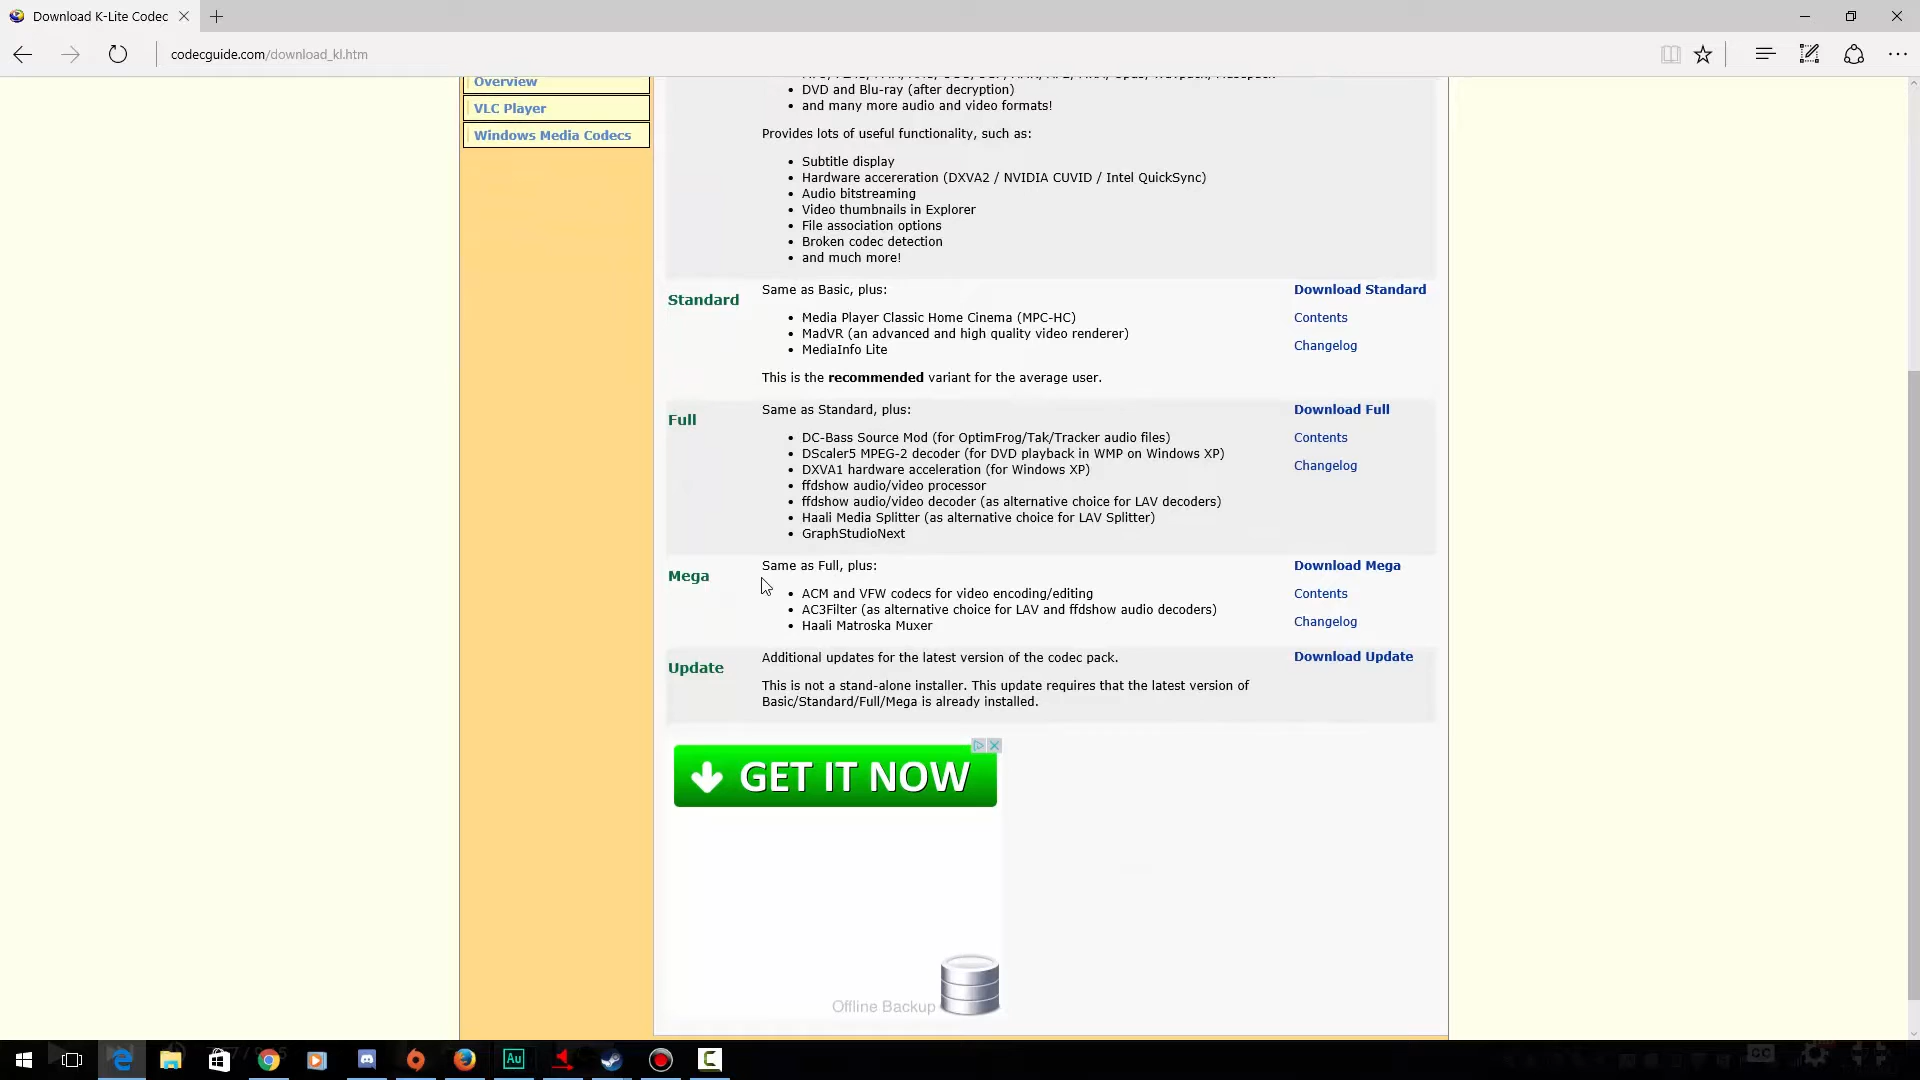 Download K-Lite Codec
codecguide.com/download_kl.htm
Overview
VLC Player
Windows Media Codecs
DVD and Blu-ray (after decryption)
and many more audio and video formats!
Provides lots of useful functionality, such as:
Subtitle display
Hardware accereration (DXVA2 / NVIDIA CUVID / Intel QuickSync)
Audio bitstreaming
Video thumbnails in Explorer
File association options
Broken codec detection
and much more!
Standard
Same as Basic, plus:
Download Standard
Media Player Classic Home Cinema (MPC-HC)
Contents
MadVR (an advanced and high quality video renderer)
MediaInfo Lite
Changelog
This is the recommended variant for the average user.
Full
Same as Standard, plus:
Download Full
DC-Bass Source Mod (for OptimFrog/Tak/Tracker audio files)
Contents
DScaler5 MPEG-2 decoder (for DVD playback in WMP on Windows XP)
DXVA1 hardware acceleration (for Windows XP)
Changelog
ffdshow audio/video processor
ffdshow audio/video decoder (as alternative choice for LAV decoders)
Haali Media Splitter (as alternative choice for LAV Splitter)
GraphStudioNext
Mega
Same as Full, plus:
Download Mega
ACM and VFW codecs for video encoding/editing
Contents
AC3Filter (as alternative choice for LAV and ffdshow audio decoders)
Haali Matroska Muxer
Changelog
Update
Additional updates for the latest version of the codec pack.
Download Update
This is not a stand-alone installer. This update requires that the latest version of
Basic/Standard/Full/Mega is already installed.
GET IT NOW
Offline Backup
Au